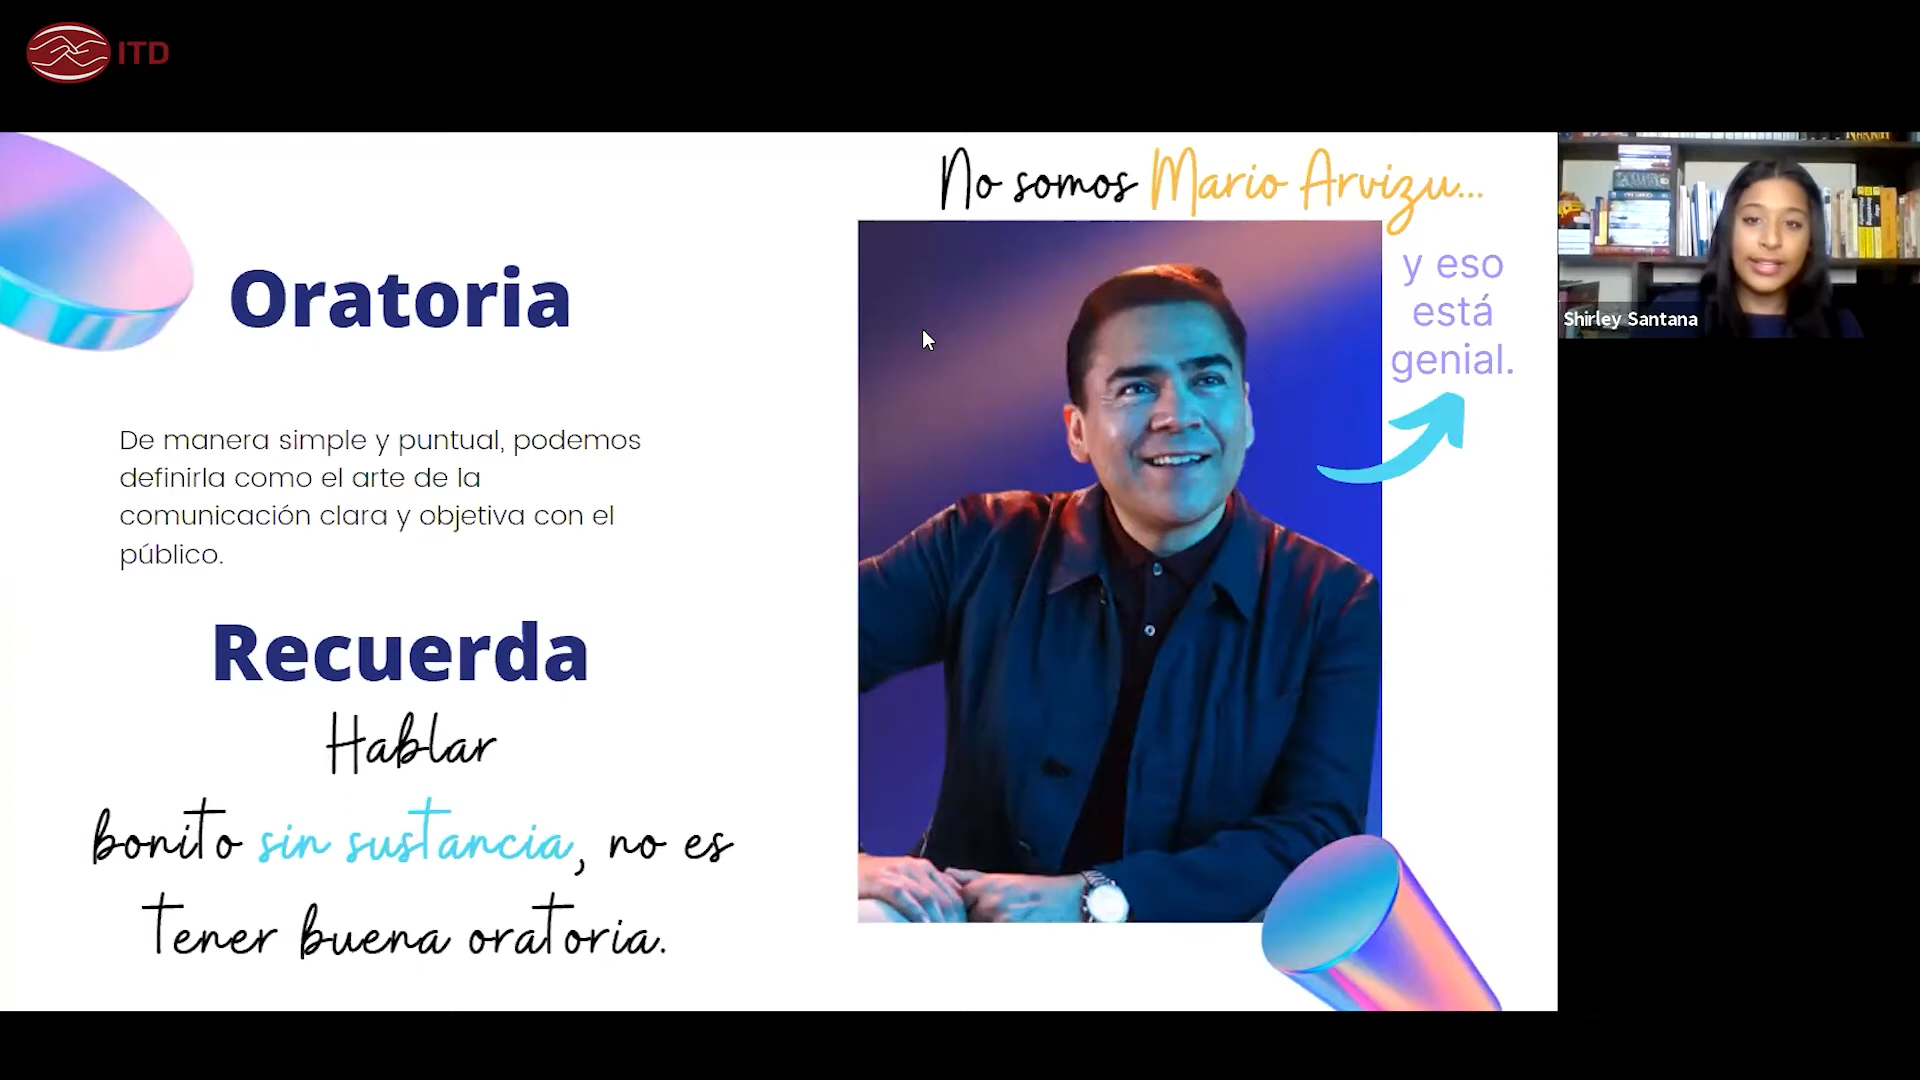 ITD
Oratoria
De manera simple y puntual, podemos
definirla como el arte de la
comunicación clara y objetiva con el
público.
Recuerda
Hablar
bonito sin sustancia, no es
tener buena oratoria.
No somos Mario Arvizu...
y eso
está
genial.
Shirley Santana